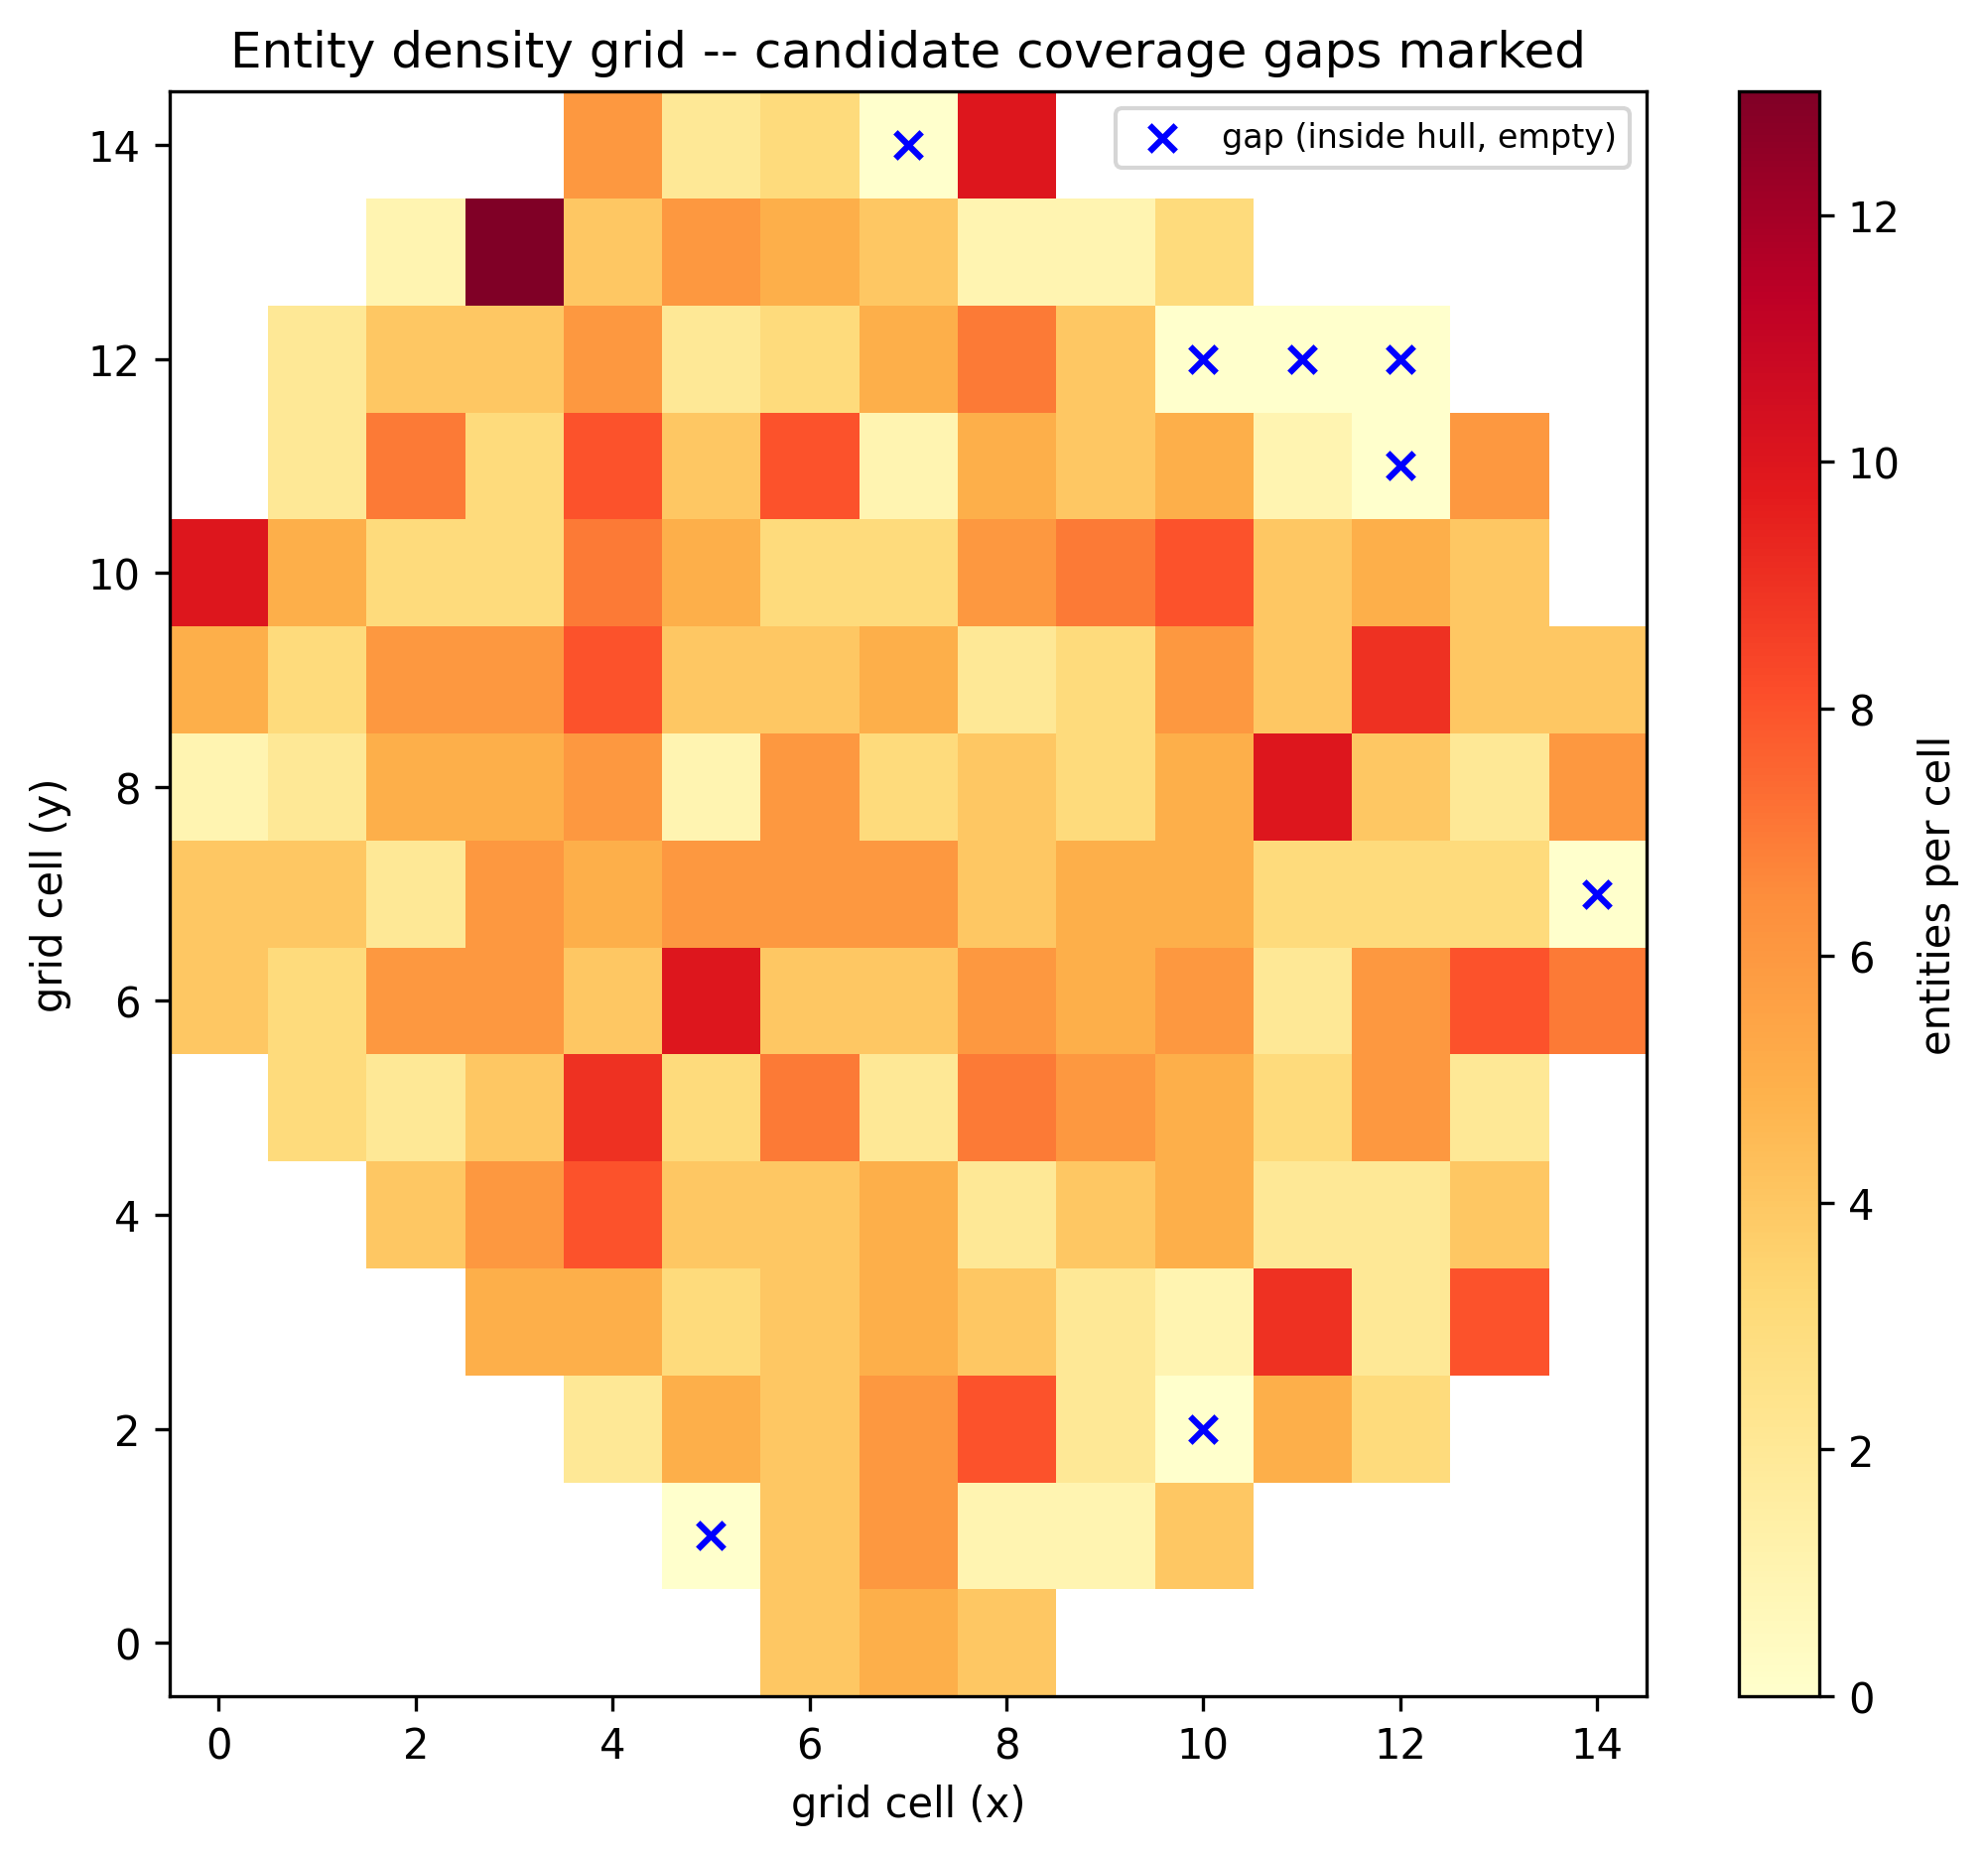 Entity density grid -- candidate coverage gaps marked
gap (inside hull, empty)
14
12
10
8
6
4
2
0
grid cell (y)
0 2 4 6 8 10 12 14
grid cell (x)
12
10
8
6
4
2
0
entities per cell